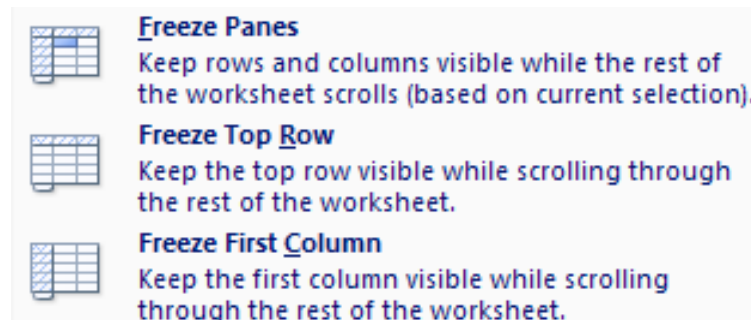 Freeze Panes
Keep rows and columns visible while the rest of
the worksheet scrolls (based on current selection).
Freeze Top Row
Keep the top row visible while scrolling through
the rest of the worksheet.
Freeze First Column
Keep the first column visible while scrolling
through the rest of the worksheet.